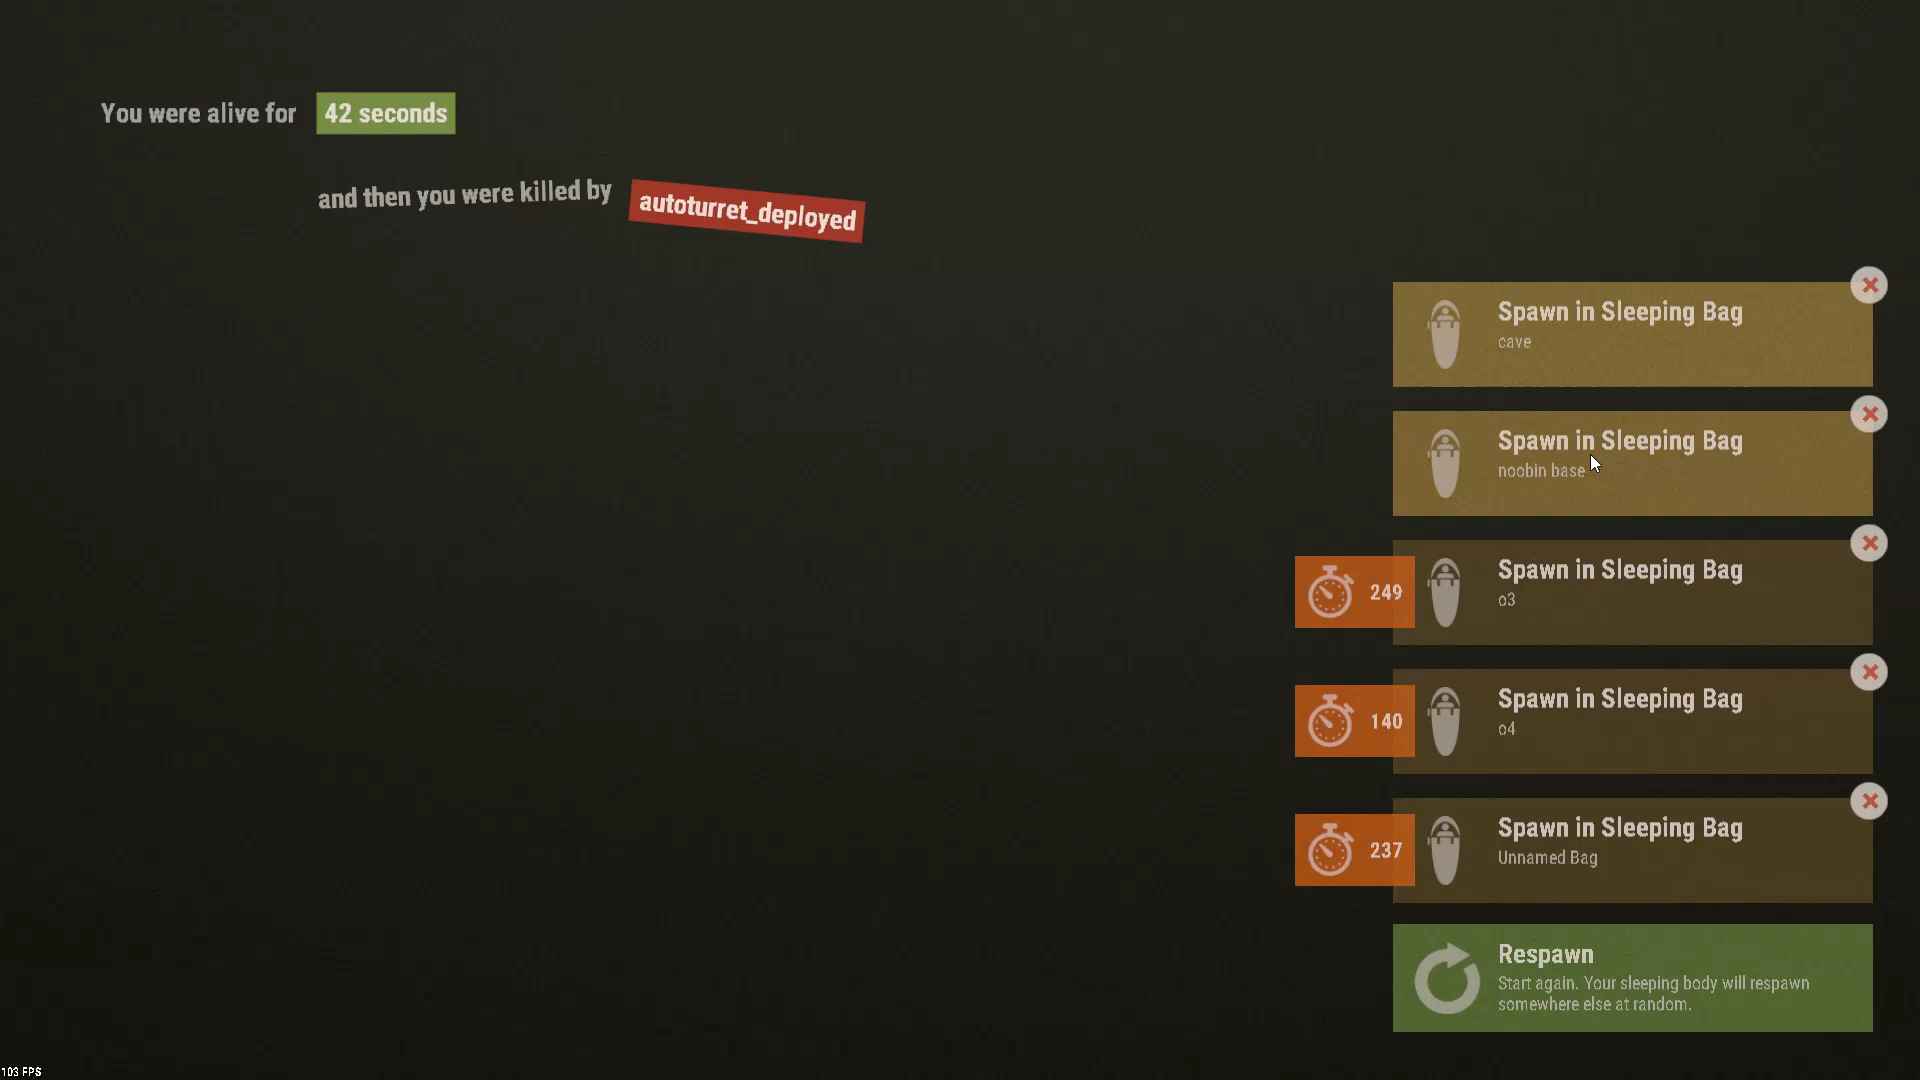 You were alive for 42 seconds
and then you were killed by autoturret_deployed
Spawn in Sleeping Bag
cave
Spawn in Sleeping Bag
noobin base
249
Spawn in Sleeping Bag
o3
140
Spawn in Sleeping Bag
o4
237
Spawn in Sleeping Bag
Unnamed Bag
Respawn
Start again. Your sleeping body will respawn
somewhere else at random.
103 FPS